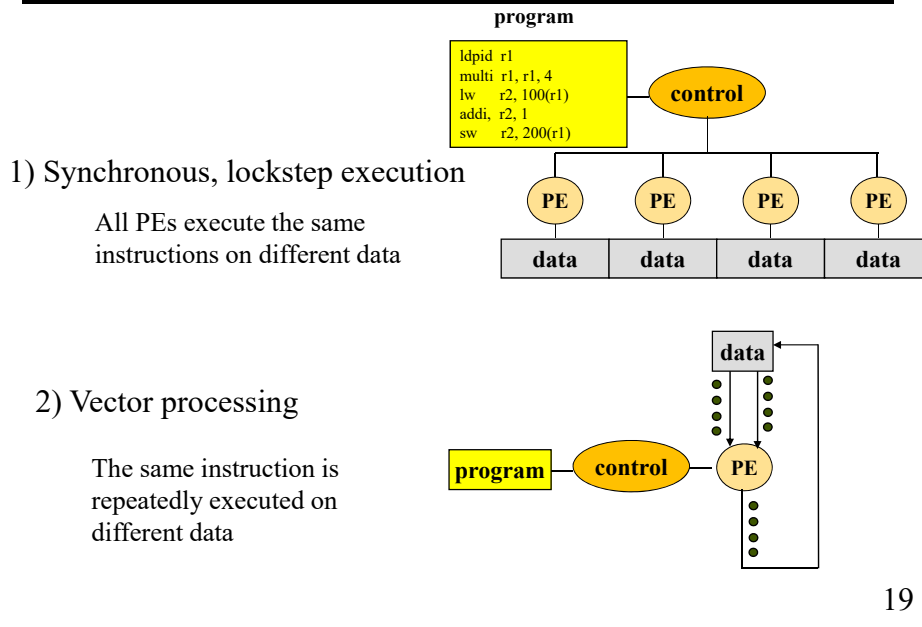 program
ldpid r1
multi r1, r1, 4
lw r2, 100(r1)
addi, r2, 1
sw r2, 200(r1)
control
1) Synchronous, lockstep execution
All PEs execute the same
instructions on different data
PE PE PE PE
data data data data
data
2) Vector processing
The same instruction is
repeatedly executed on
different data
program control PE
19